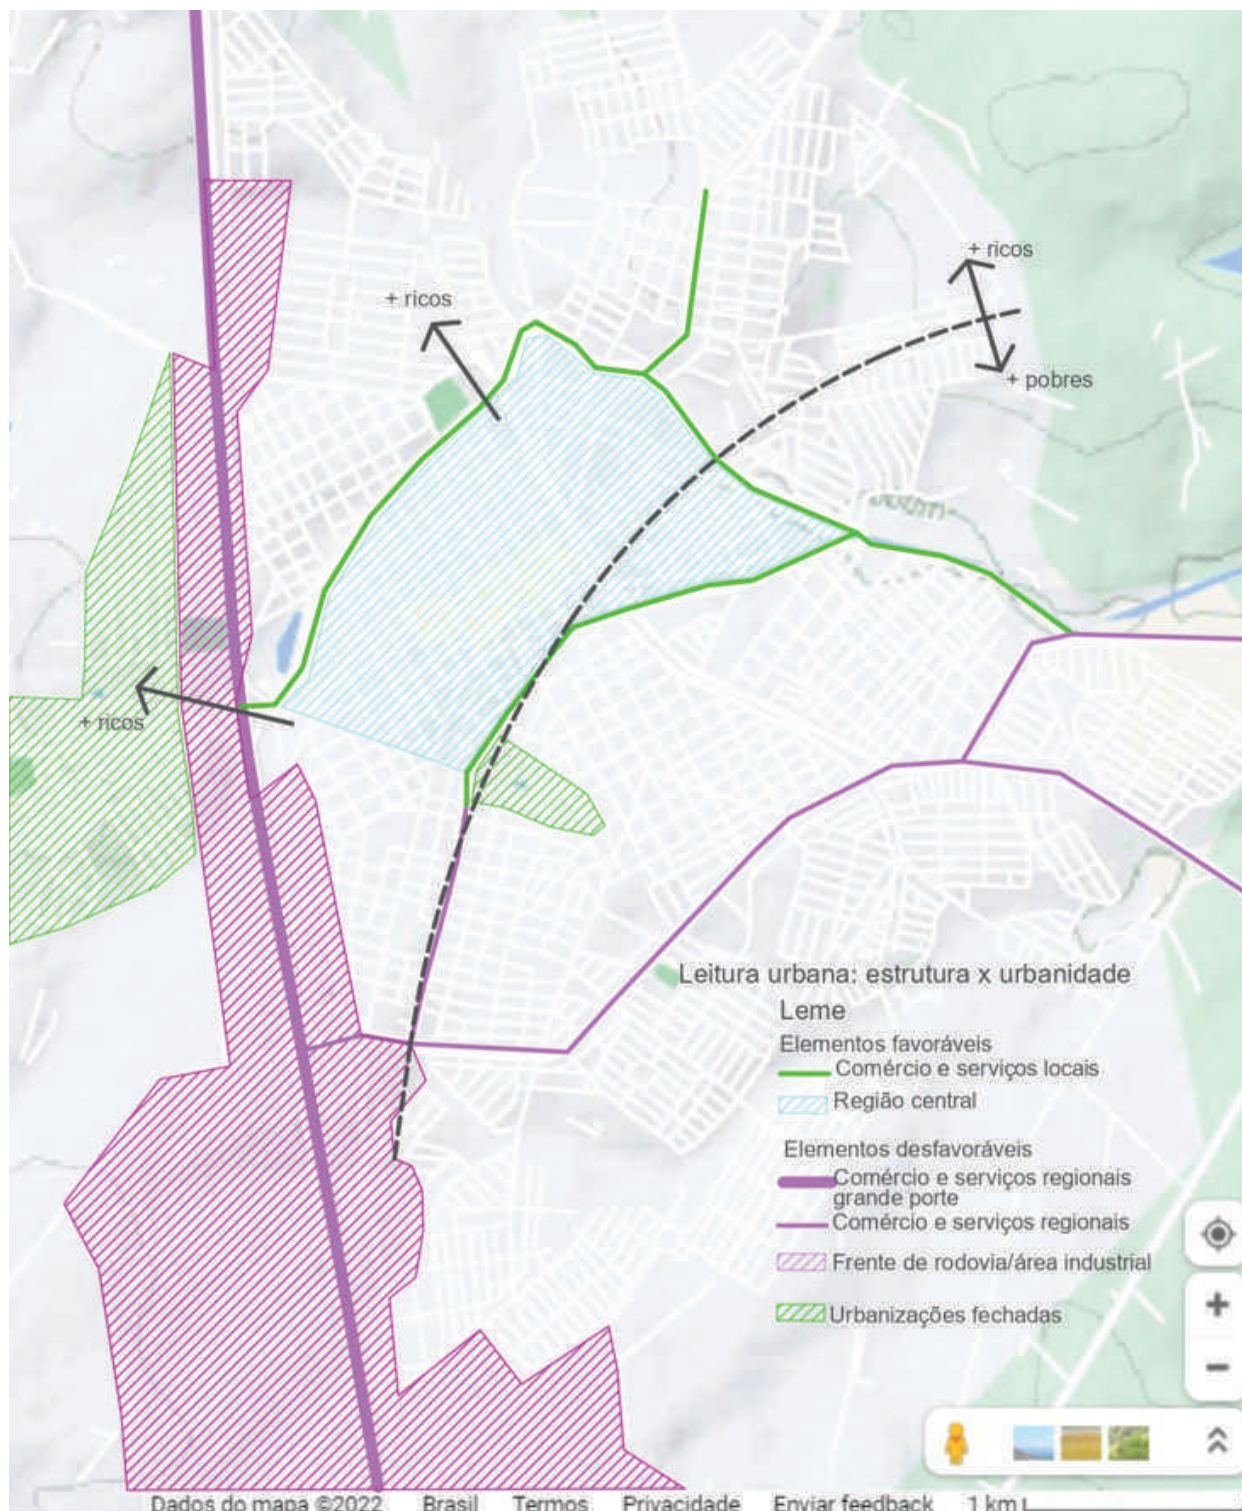 + ricos
+ ricos
+ pobres
+ ricos
Leitura urbana: estrutura x urbanidade
Leme
Elementos favoráveis
Comércio e serviços locais
Região central
Elementos desfavoráveis
Comércio e serviços regionais
grande porte
Comércio e serviços regionais
Frente de rodovia/área industrial
Urbanizações fechadas
Dados do mapa ©2022 Brasil Termos Privacidade Enviar feedback 1 km